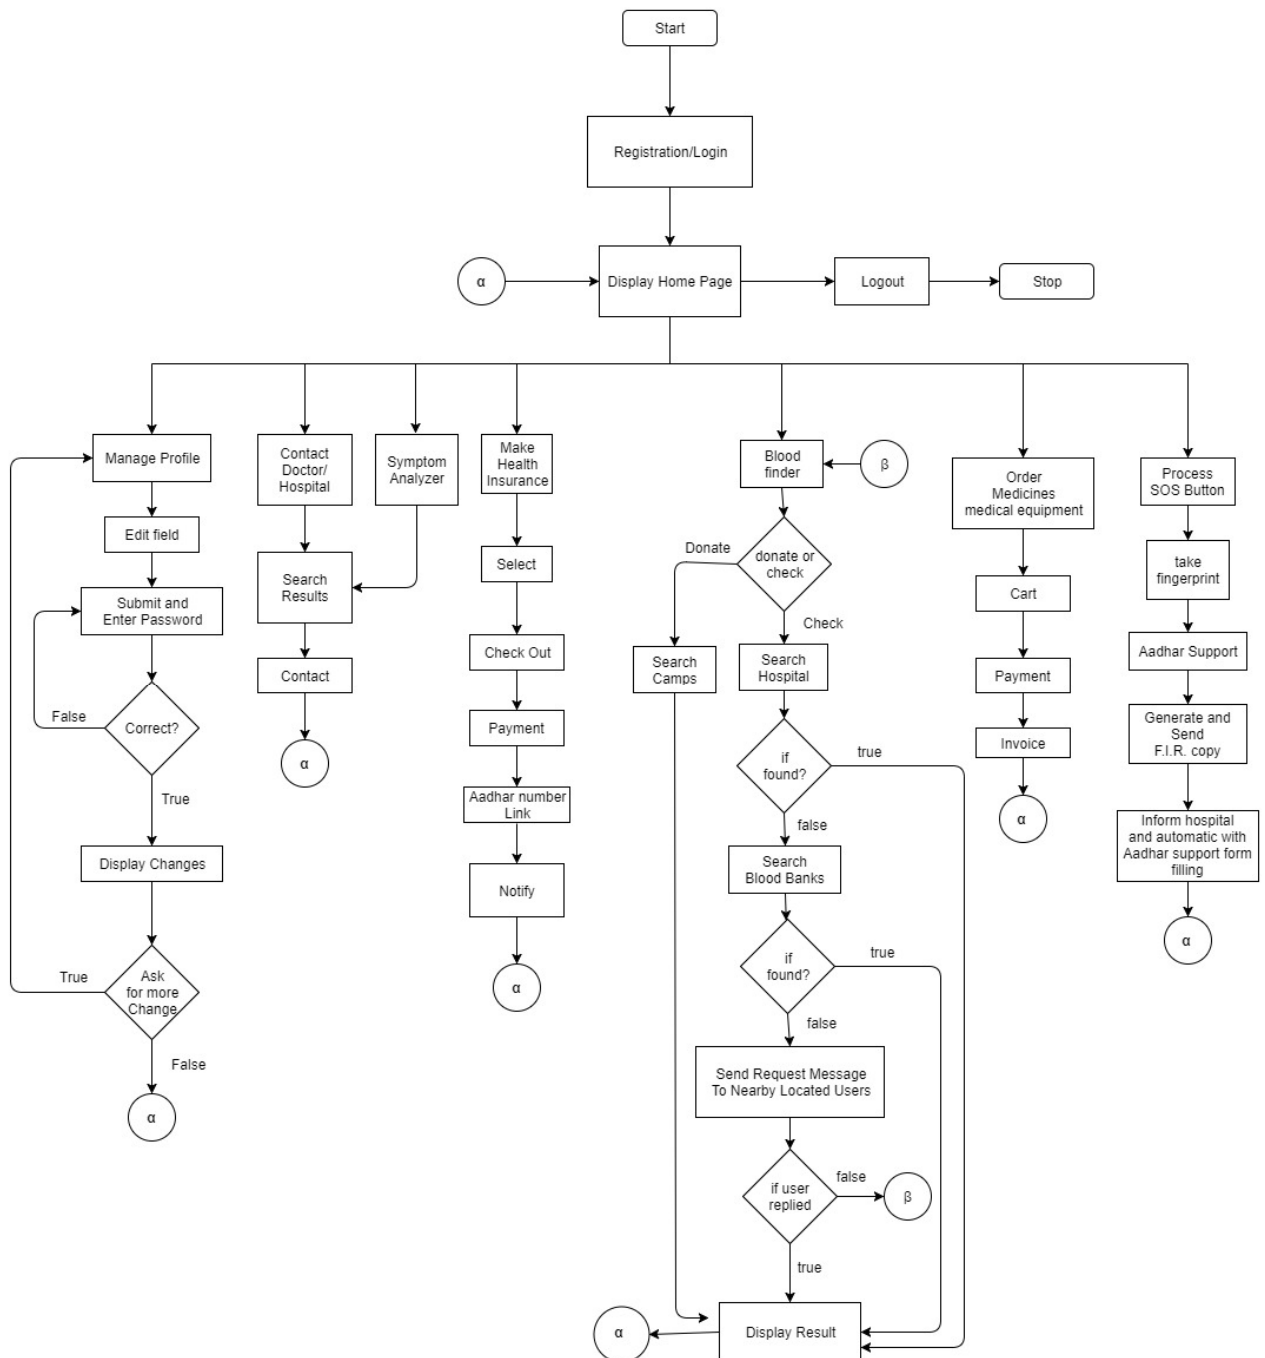 Start
Registration/Login
α
Display Home Page
Logout
Stop
Manage Profile
Edit field
Submit and
Enter Password
False
Correct?
True
Display Changes
True
Ask
for more
Change
False
α
Contact
Doctor/
Hospital
Search
Results
Contact
α
Symptom
Analyzer
Make
Health
Insurance
Select
Check Out
Payment
Aadhar number
Link
Notify
α
Blood
finder
β
Donate
donate or
check
Check
Search
Camps
Search
Hospital
if
found?
true
false
Search
Blood Banks
if
found?
true
false
Send Request Message
To Nearby Located Users
if user
replied
false
β
true
Display Result
α
Order
Medicines
medical equipment
Cart
Payment
Invoice
α
Process
SOS Button
take
fingerprint
Aadhar Support
Generate and
Send
F.I.R. copy
Inform hospital
and automatic with
Aadhar support form
filling
α